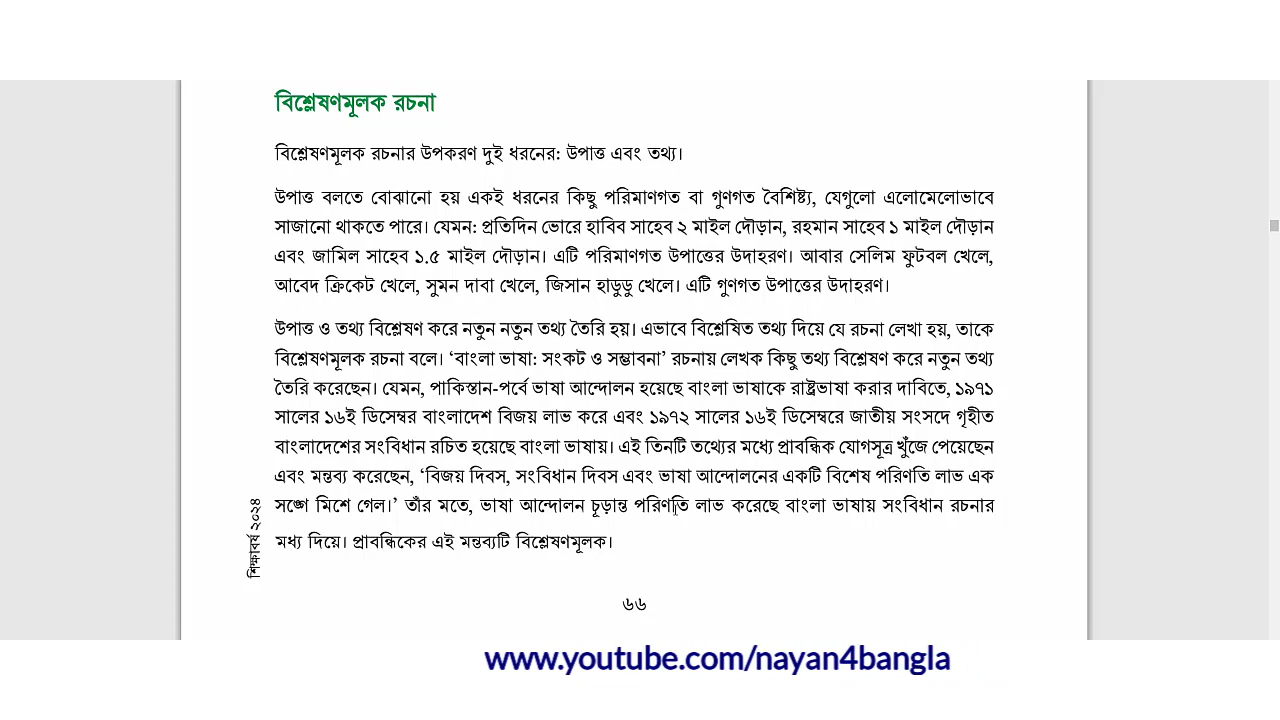 বিশ্লেষণমূলক রচনা
বিশ্লেষণমূলক রচনার উপকরণ দুই ধরনের: উপাত্ত এবং তথ্য।
উপাত্ত বলতে বোঝানো হয় একই ধরনের কিছু পরিমাণগত বা গুণগত বৈশিষ্ট্য, যেগুলো এলোমেলোভাবে
সাজানো থাকতে পারে। যেমন: প্রতিদিন ভোরে হাবিব সাহেব ২ মাইল দৌড়ান, রহমান সাহেব ১ মাইল দৌড়ান
এবং জামিল সাহেব ১.৫ মাইল দৌড়ান। এটি পরিমাণগত উপাত্তের উদাহরণ। আবার সেলিম ফুটবল খেলে,
আবেদ ক্রিকেট খেলে, সুমন দাবা খেলে, জিসান হাডুডু খেলে। এটি গুণগত উপাত্তের উদাহরণ।
উপাত্ত ও তথ্য বিশ্লেষণ করে নতুন নতুন তথ্য তৈরি হয়। এভাবে বিশ্লেষিত তথ্য দিয়ে যে রচনা লেখা হয়, তাকে
বিশ্লেষণমূলক রচনা বলে। ‘বাংলা ভাষা: সংকট ও সম্ভাবনা’ রচনায় লেখক কিছু তথ্য বিশ্লেষণ করে নতুন তথ্য
তৈরি করেছেন। যেমন, পাকিস্তান-পর্বে ভাষা আন্দোলন হয়েছে বাংলা ভাষাকে রাষ্ট্রভাষা করার দাবিতে, ১৯৭১
সালের ১৬ই ডিসেম্বর বাংলাদেশ বিজয় লাভ করে এবং ১৯৭২ সালের ১৬ই ডিসেম্বরে জাতীয় সংসদে গৃহীত
বাংলাদেশের সংবিধান রচিত হয়েছে বাংলা ভাষায়। এই তিনটি তথ্যের মধ্যে প্রাবন্ধিক যোগসূত্র খুঁজে পেয়েছেন
এবং মন্তব্য করেছেন, ‘বিজয় দিবস, সংবিধান দিবস এবং ভাষা আন্দোলনের একটি বিশেষ পরিণতি লাভ এক
সঙ্গে মিশে গেল।’ তাঁর মতে, ভাষা আন্দোলন চূড়ান্ত পরিণতি লাভ করেছে বাংলা ভাষায় সংবিধান রচনার
মধ্য দিয়ে। প্রাবন্ধিকের এই মন্তব্যটি বিশ্লেষণমূলক।
শিক্ষাবর্ষ ২০২৪
৬৬
www.youtube.com/nayan4bangla